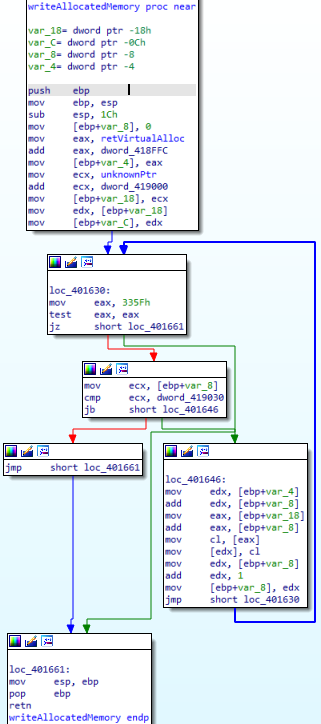 writeAllocatedMemory proc near
var_18= dword ptr -18h
var_C= dword ptr -0Ch
var_8= dword ptr -8
var_4= dword ptr -4
push ebp
mov ebp, esp
sub esp, 1Ch
mov [ebp+var_8], 0
mov eax, retVirtualAlloc
add eax, dword_418FFC
mov [ebp+var_4], eax
mov ecx, unknownPtr
add ecx, dword_419000
mov [ebp+var_18], ecx
mov edx, [ebp+var_18]
mov [ebp+var_C], edx
loc_401630:
mov eax, 335Fh
test eax, eax
jz short loc_401661
mov ecx, [ebp+var_8]
cmp ecx, dword_419030
jb short loc_401646
jmp short loc_401661
loc_401646:
mov edx, [ebp+var_4]
add edx, [ebp+var_8]
mov eax, [ebp+var_18]
add eax, [ebp+var_8]
mov cl, [eax]
mov [edx], cl
mov edx, [ebp+var_8]
add edx, 1
mov [ebp+var_8], edx
jmp short loc_401630
loc_401661:
mov esp, ebp
pop ebp
retn
writeAllocatedMemory endp